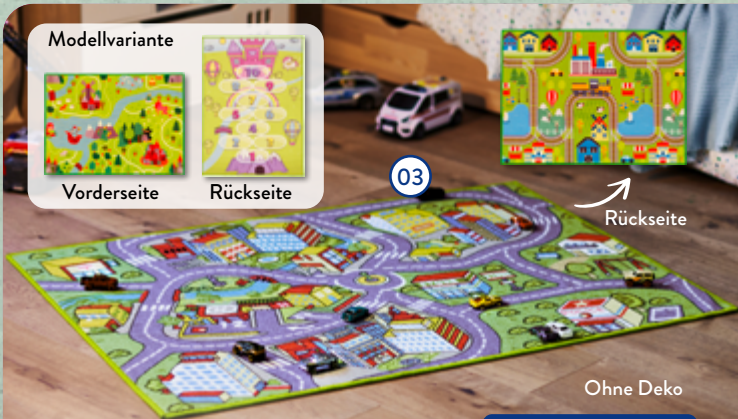 Modellvariante
Vorderseite
Rückseite
03
Rückseite
Ohne Deko